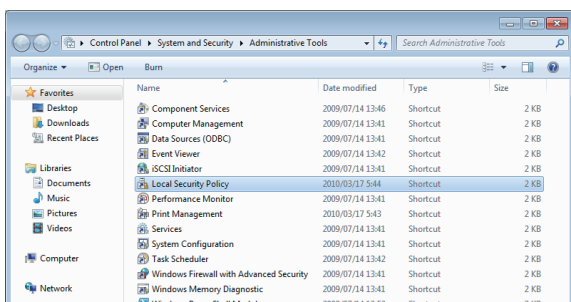 Control Panel ▸ System and Security ▸ Administrative Tools
Search Administrative Tools
Organize Open Burn
Name Date modified Type Size
Favorites
Desktop
Downloads
Recent Places
Libraries
Documents
Music
Pictures
Videos
Computer
Network
Component Services 2009/07/14 13:46 Shortcut 2 KB
Computer Management 2009/07/14 13:41 Shortcut 2 KB
Data Sources (ODBC) 2009/07/14 13:41 Shortcut 2 KB
Event Viewer 2009/07/14 13:42 Shortcut 2 KB
iSCSI Initiator 2009/07/14 13:41 Shortcut 2 KB
Local Security Policy 2010/03/17 5:44 Shortcut 2 KB
Performance Monitor 2009/07/14 13:41 Shortcut 2 KB
Print Management 2010/03/17 5:43 Shortcut 2 KB
Services 2009/07/14 13:41 Shortcut 2 KB
System Configuration 2009/07/14 13:41 Shortcut 2 KB
Task Scheduler 2009/07/14 13:42 Shortcut 2 KB
Windows Firewall with Advanced Security 2009/07/14 13:41 Shortcut 2 KB
Windows Memory Diagnostic 2009/07/14 13:41 Shortcut 2 KB